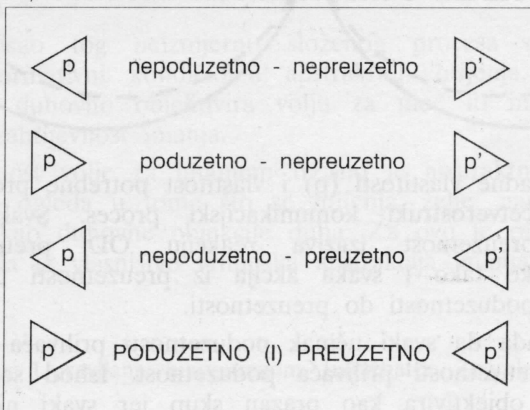 p nepoduzetno - nepreuzetno p'
p poduzetno - nepreuzetno p'
p nepoduzetno - preuzetno p'
p PODUZETNO (I) PREUZETNO p'